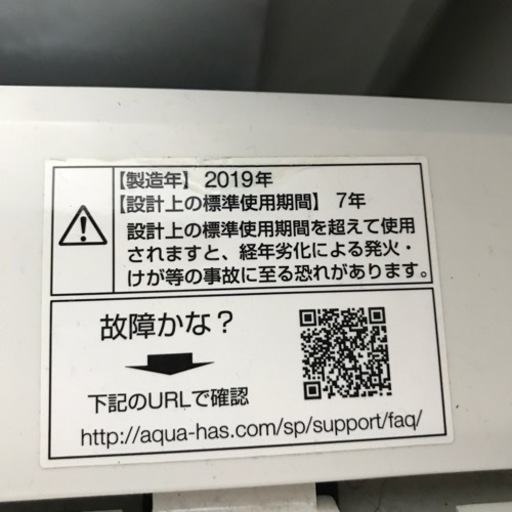 【製造年】 2019年
【設計上の標準使用期間】 7年
設計上の標準使用期間を超えて使用
されますと、経年劣化による発火・
けが等の事故に至る恐れがあります。
故障かな？
下記のURLで確認
http://aqua-has.com/sp/support/faq/